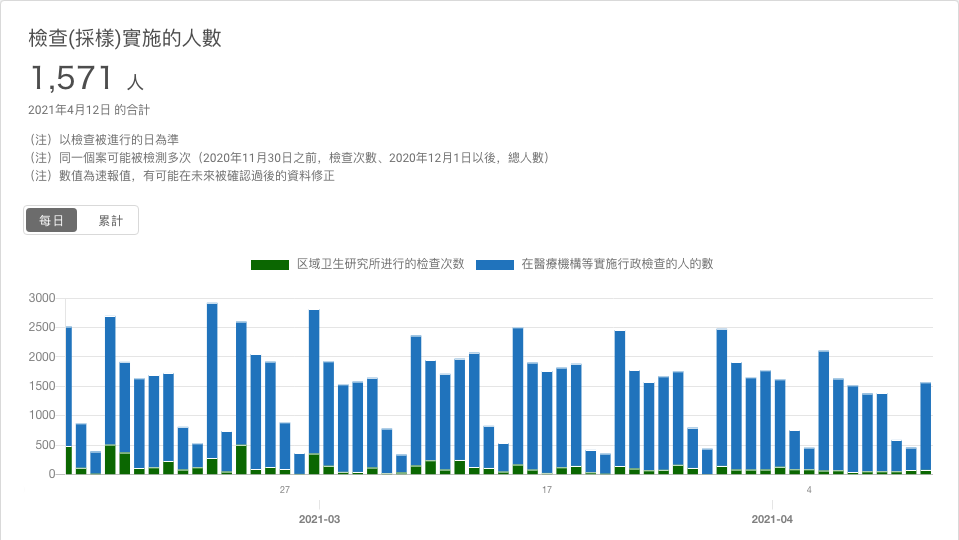 檢查(採樣)實施的人數
1,571 人
2021年4月12日 的合計
（注）以檢查被進行的日為準
（注）同一個案可能被檢測多次（2020年11月30日之前，檢查次數、2020年12月1日以後，總人數）
（注）數值為速報值，有可能在未來被確認過後的資料修正
每日 累計
区域卫生研究所进行的检查次数 在醫療機構等實施行政檢查的人的數
3000
2500
2000
1500
1000
500
0
27 17 4
2021-03 2021-04